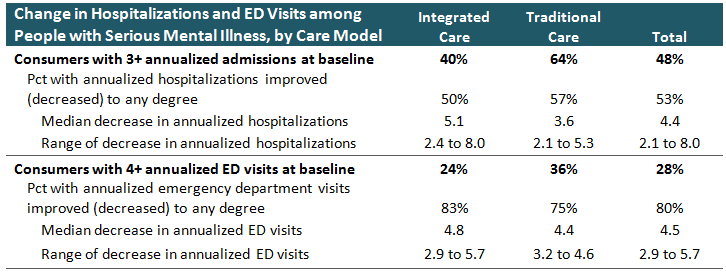 Change in Hospitalizations and ED Visits among People with Serious Mental Illness, by Care Model Integrated Care Traditional Care Total
Consumers with 3+ annualized admissions at baseline 40% 64% 48%
Pct with annualized hospitalizations improved
(decreased) to any degree 50% 57% 53%
Median decrease in annualized hospitalizations 5.1 3.6 4.4
Range of decrease in annualized hospitalizations 2.4 to 8.0 2.1 to 5.3 2.1 to 8.0
Consumers with 4+ annualized ED visits at baseline 24% 36% 28%
Pct with annualized emergency department visits
improved (decreased) to any degree 83% 75% 80%
Median decrease in annualized ED visits 4.8 4.4 4.5
Range of decrease in annualized ED visits 2.9 to 5.7 3.2 to 4.6 2.9 to 5.7